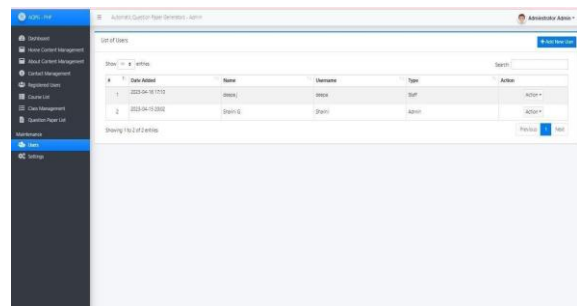 AQPG - PHP
Automatic Question Paper Generators - Admin
Administrator Admin
Dashboard
Home Content Management
About Content Management
Contact Management
Registered Users
Course List
Class Management
Question Paper List
Maintenance
Users
Settings
List of Users
Add New User
Show 10 entries
Search:
# Date Added Name Username Type Action
1 Staff Action
2 Shalini Admin Action
Showing 1 to 2 of 2 entries
Previous 1 Next